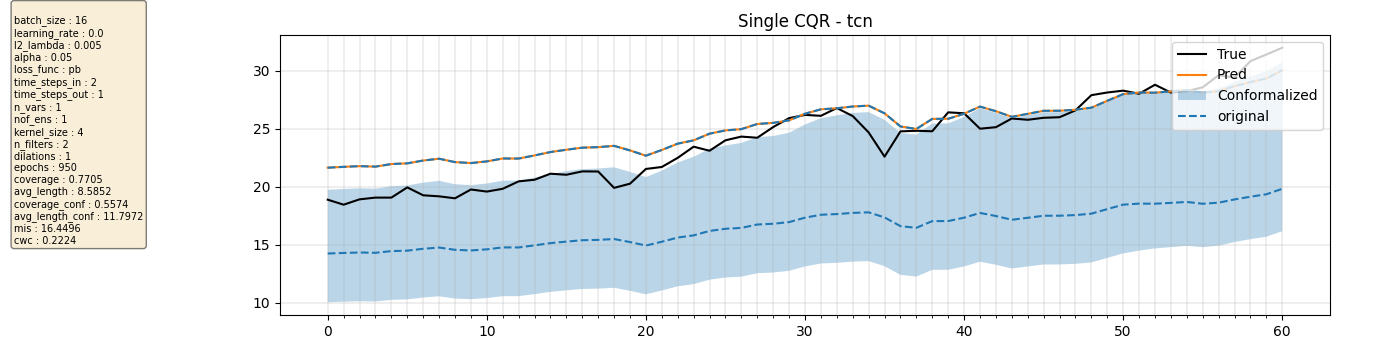 batch_size : 16
learning_rate : 0.0
l2_lambda : 0.005
alpha : 0.05
loss_func : pb
time_steps_in : 2
time_steps_out : 1
n_vars : 1
nof_ens : 1
kernel_size : 4
n_filters : 2
dilations : 1
epochs : 950
coverage : 0.7705
avg_length : 8.5852
coverage_conf : 0.5574
avg_length_conf : 11.7972
mis : 16.4496
cwc : 0.2224
Single CQR - tcn
True
Pred
Conformalized
original
30
25
20
15
10
0 10 20 30 40 50 60